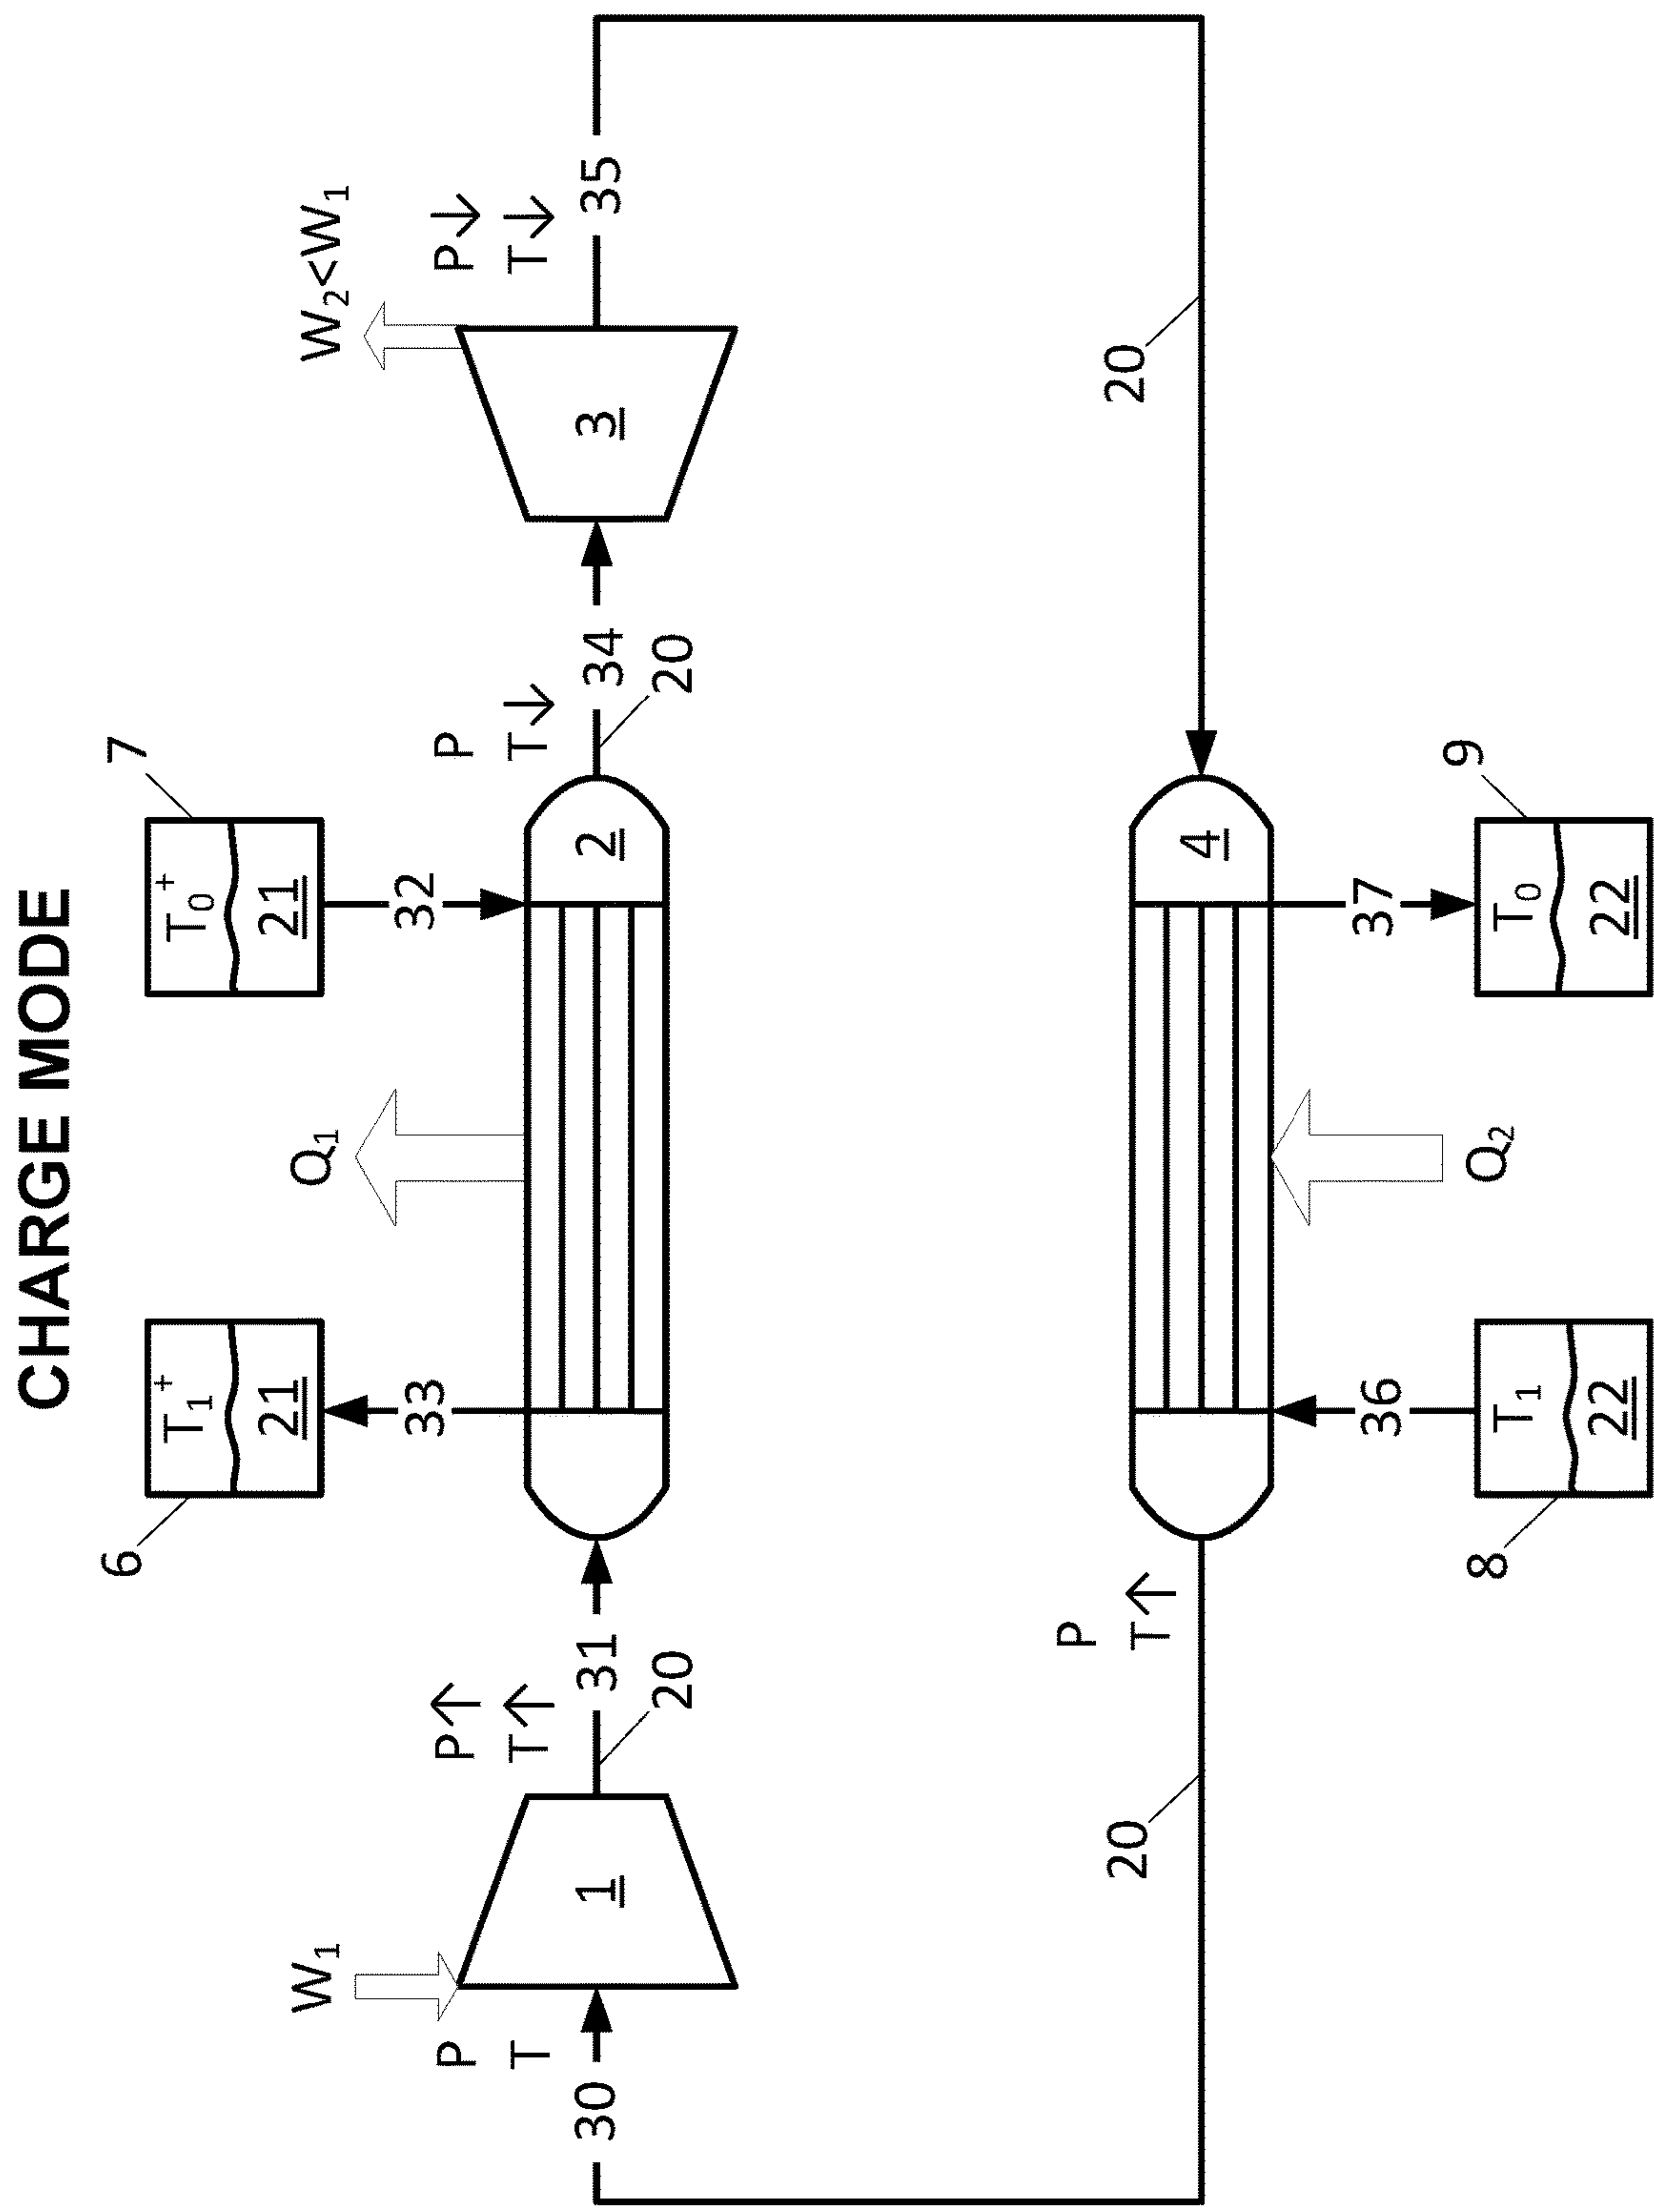 CHARGE MODE
6
7
T₁⁺
21
T₀⁺
21
33
32
W₁
Q₁
W₂<W₁
P
T
P↑
T↑
P
T↓
P↓
T↓
30
1
31
20
2
34
20
3
35
P
T↑
20
4
20
36
37
T₁
22
T₀
22
8
9
Q₂